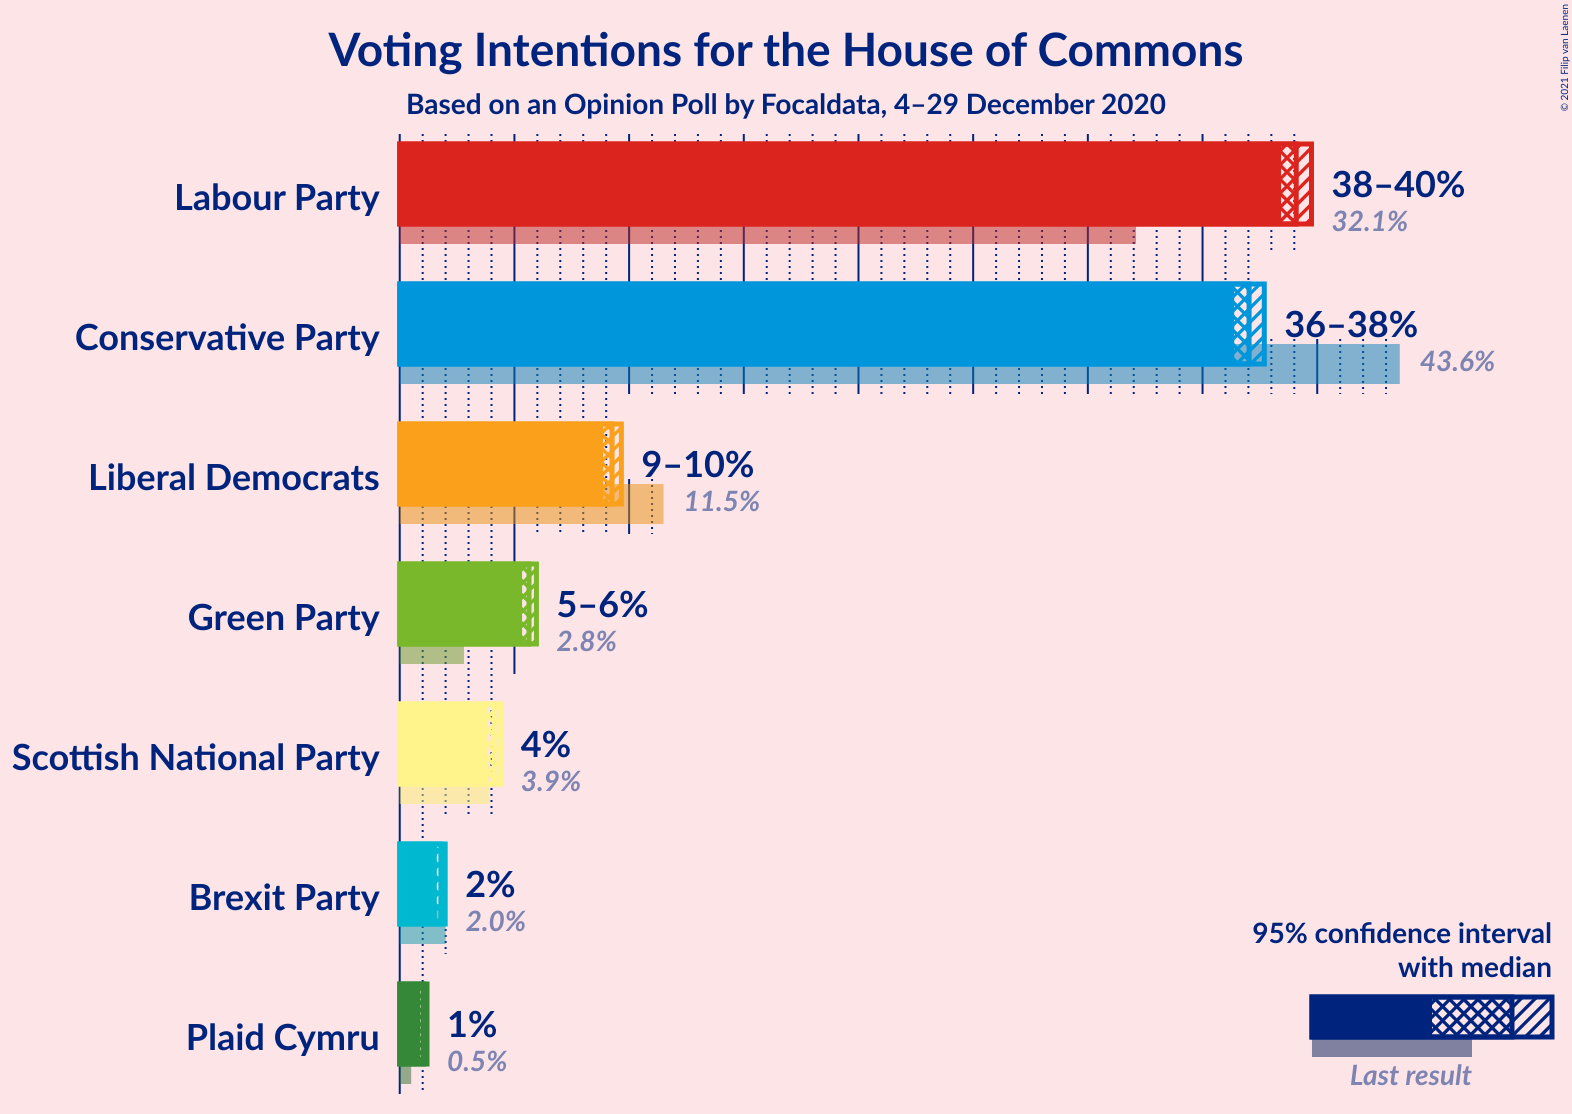 Voting Intentions for the House of Commons
Based on an Opinion Poll by Focaldata, 4–29 December 2020
© 2021 Filip van Laenen
Labour Party
38–40%
32.1%
Conservative Party
36–38%
43.6%
Liberal Democrats
9–10%
11.5%
Green Party
5–6%
2.8%
Scottish National Party
4%
3.9%
Brexit Party
2%
2.0%
Plaid Cymru
1%
0.5%
95% confidence interval
with median
Last result